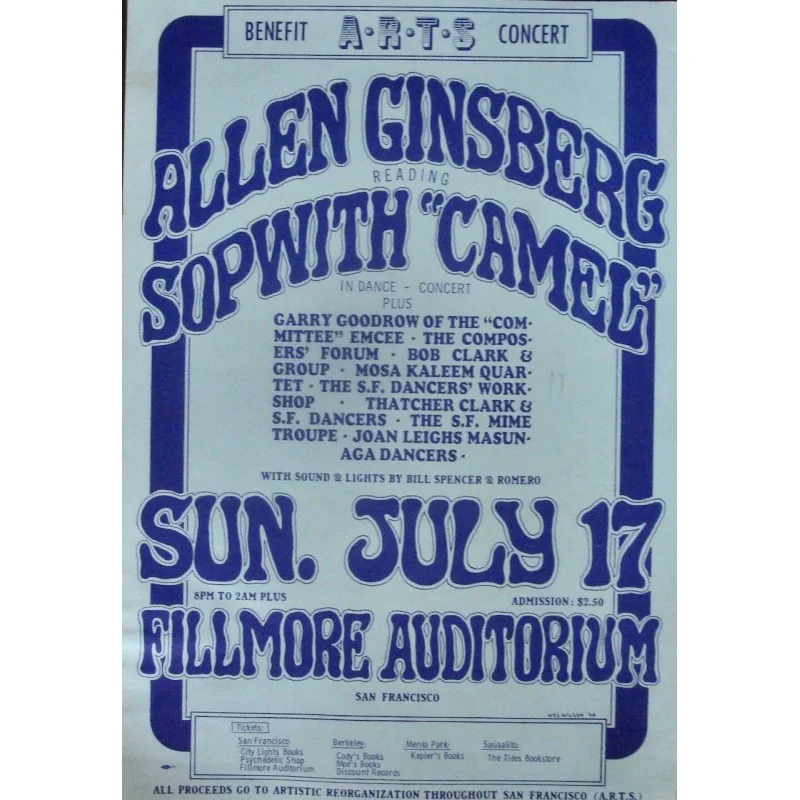 BENEFIT A·R·T·S CONCERT
ALLEN GINSBERG
READING
SOPWITH "CAMEL"
IN DANCE - CONCERT
PLUS
GARRY GOODROW OF THE "COM-
MITTEE" EMCEE · THE COMPOS-
ERS' FORUM · BOB CLARK &
GROUP · MOSA KALEEM QUAR-
TET · THE S.F. DANCERS' WORK-
SHOP · THATCHER CLARK &
S.F. DANCERS · THE S.F. MIME
TROUPE · JOAN LEIGHS MASUN-
AGA DANCERS ·
WITH SOUND & LIGHTS BY BILL SPENCER & ROMERO
SUN. JULY 17
8PM TO 2AM PLUS ADMISSION: $2.50
FILLMORE AUDITORIUM
SAN FRANCISCO
WES WILSON
Tickets:
San Francisco
City Lights Books
Psychedelic Shop
Fillmore Auditorium
Berkeley:
Cody's Books
Moe's Books
Discount Records
Menlo Park:
Kepler's Books
Sausalito:
The Tides Bookstore
ALL PROCEEDS GO TO ARTISTIC REORGANIZATION THROUGHOUT SAN FRANCISCO (A.R.T.S.)